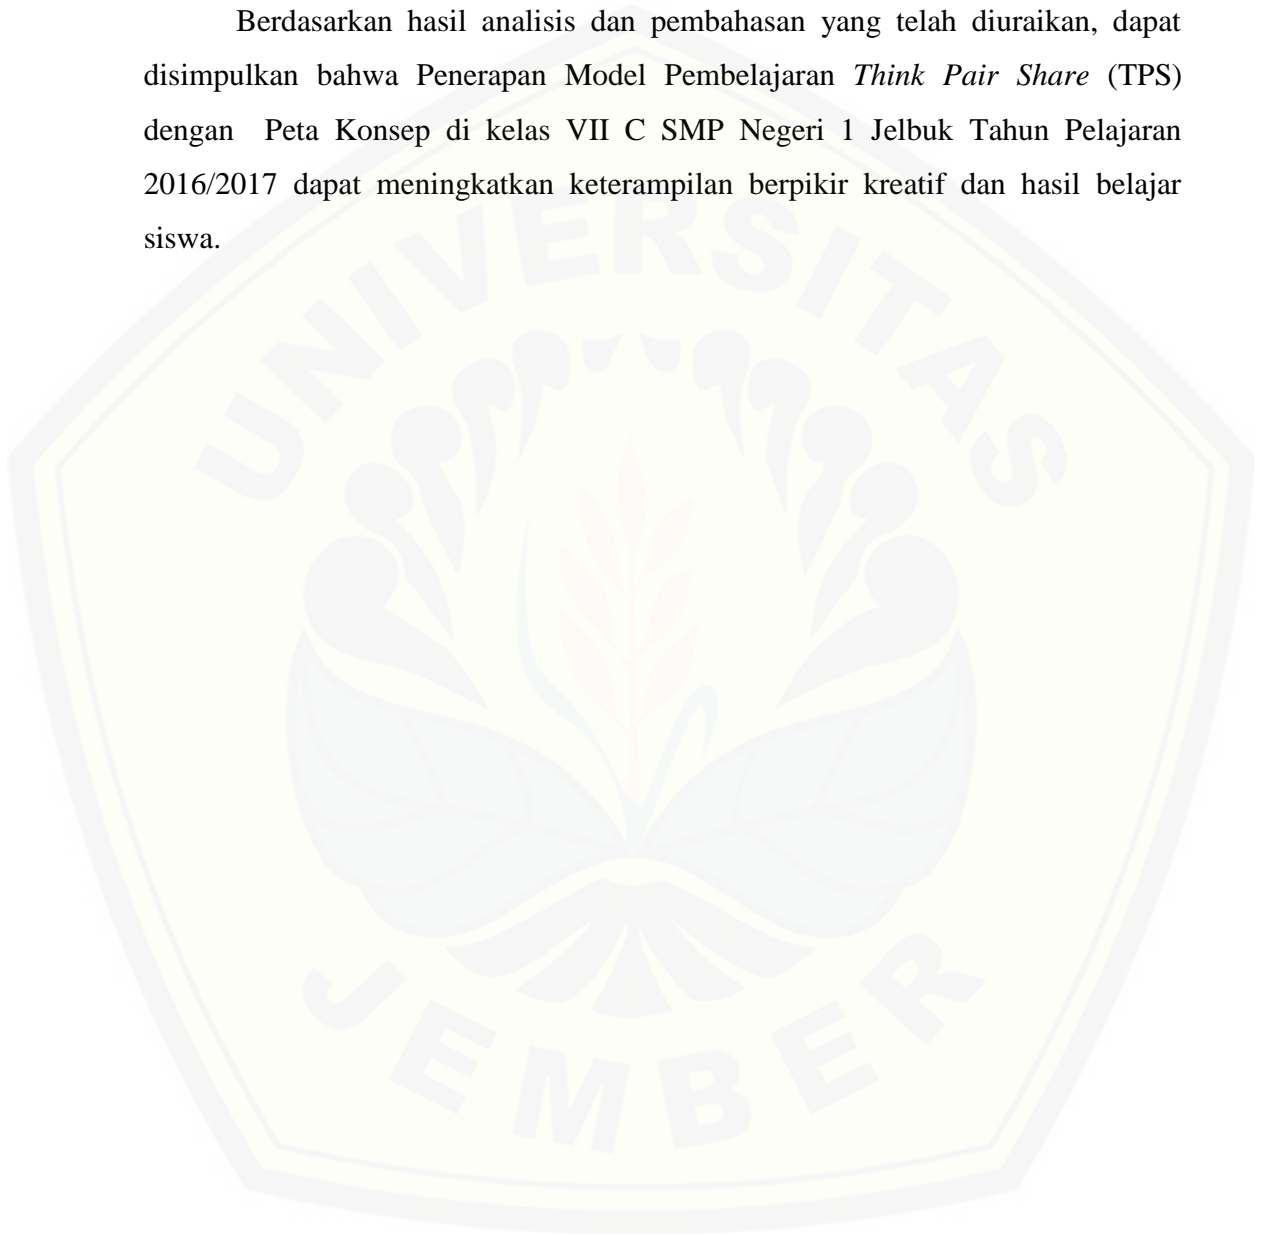 Berdasarkan hasil analisis dan pembahasan yang telah diuraikan, dapat
disimpulkan bahwa Penerapan Model Pembelajaran Think Pair Share (TPS)
dengan  Peta Konsep di kelas VII C SMP Negeri 1 Jelbuk Tahun Pelajaran
2016/2017 dapat meningkatkan keterampilan berpikir kreatif dan hasil belajar
siswa.
UNIVERSITAS
JEMBER